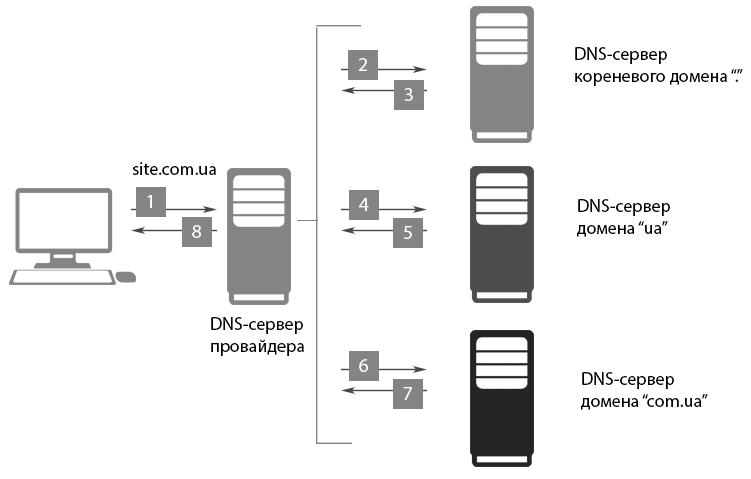 site.com.ua
1
8
DNS-сервер
провайдера
2
3
DNS-сервер
кореневого домена “.”
4
5
DNS-сервер
домена “ua”
6
7
DNS-сервер
домена “com.ua”